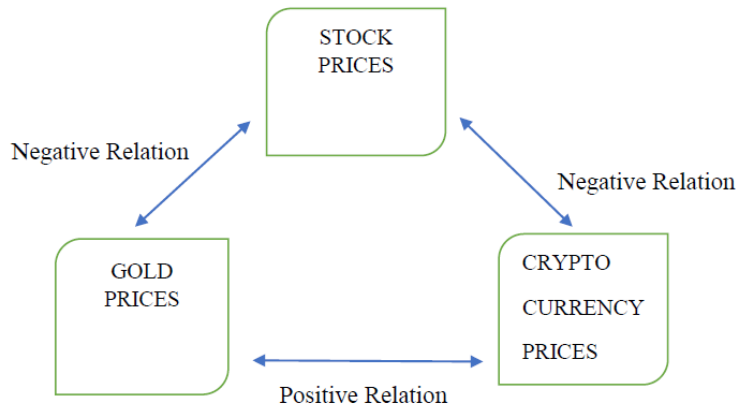 STOCK
PRICES
Negative Relation
Negative Relation
GOLD
PRICES
CRYPTO
CURRENCY
PRICES
Positive Relation